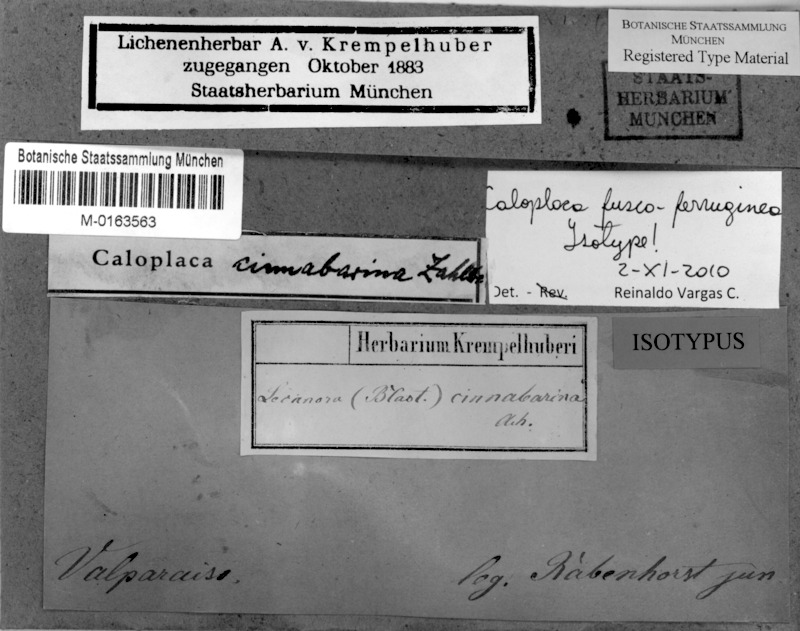 Lichenenherbar A. v. Krempelhuber
zugegangen Oktober 1883
Staatsherbarium München
BOTANISCHE STAATSSAMMLUNG
MÜNCHEN
Registered Type Material
STAATS-
HERBARIUM
MÜNCHEN
Botanische Staatssammlung München
M-0163563
Caloplaca fusco-ferruginea
Isotype!
2-XI-2010
Det. - Rev. Reinaldo Vargas C.
Caloplaca cinnabarina Zahlbr.
ISOTYPUS
Herbarium Krempelhuberi
Lecanora (Blast.) cinnabarina
Ach.
Valparaiso.
leg. Rabenhorst jun